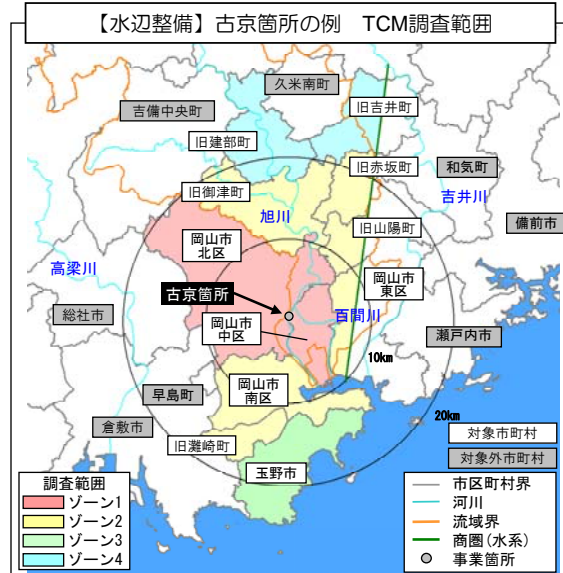 【水辺整備】古京箇所の例 TCM調査範囲
久米南町
旧吉井町
吉備中央町
旧建部町
旧赤坂町
和気町
旧御津町
吉井川
旭川
旧山陽町
備前市
岡山市
北区
高梁川
岡山市
東区
古京箇所
総社市
百間川
岡山市
中区
瀬戸内市
10km
早島町
岡山市
南区
20km
倉敷市
旧灘崎町
玉野市
対象市町村
対象外市町村
調査範囲
ゾーン1
ゾーン2
ゾーン3
ゾーン4
市区町村界
河川
流域界
商圏(水系)
事業箇所